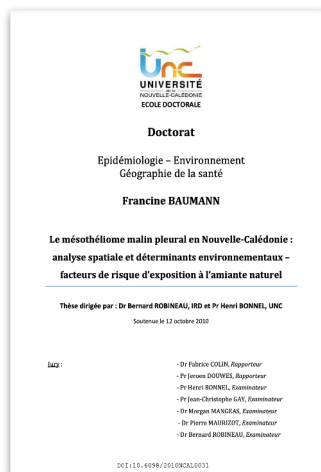 unc
UNIVERSITÉ
de la
NOUVELLE-CALÉDONIE
ECOLE DOCTORALE
Doctorat
Epidémiologie – Environnement
Géographie de la santé
Francine BAUMANN
Le mésothéliome malin pleural en Nouvelle-Calédonie :
analyse spatiale et déterminants environnementaux –
facteurs de risque d'exposition à l'amiante naturel
Thèse dirigée par : Dr Bernard ROBINEAU, IRD et Pr Henri BONNEL, UNC
Soutenue le 12 octobre 2010
Jury :
- Dr Fabrice COLIN, Rapporteur
- Pr Jeroen DOUWES, Rapporteur
- Pr Henri BONNEL, Examinateur
- Pr Jean-Christophe GAY, Examinateur
- Dr Morgan MANGEAS, Examinateur
- Dr Pierre MAURIZOT, Examinateur
- Dr Bernard ROBINEAU, Examinateur
DOI:10.6098/2010NCAL0031